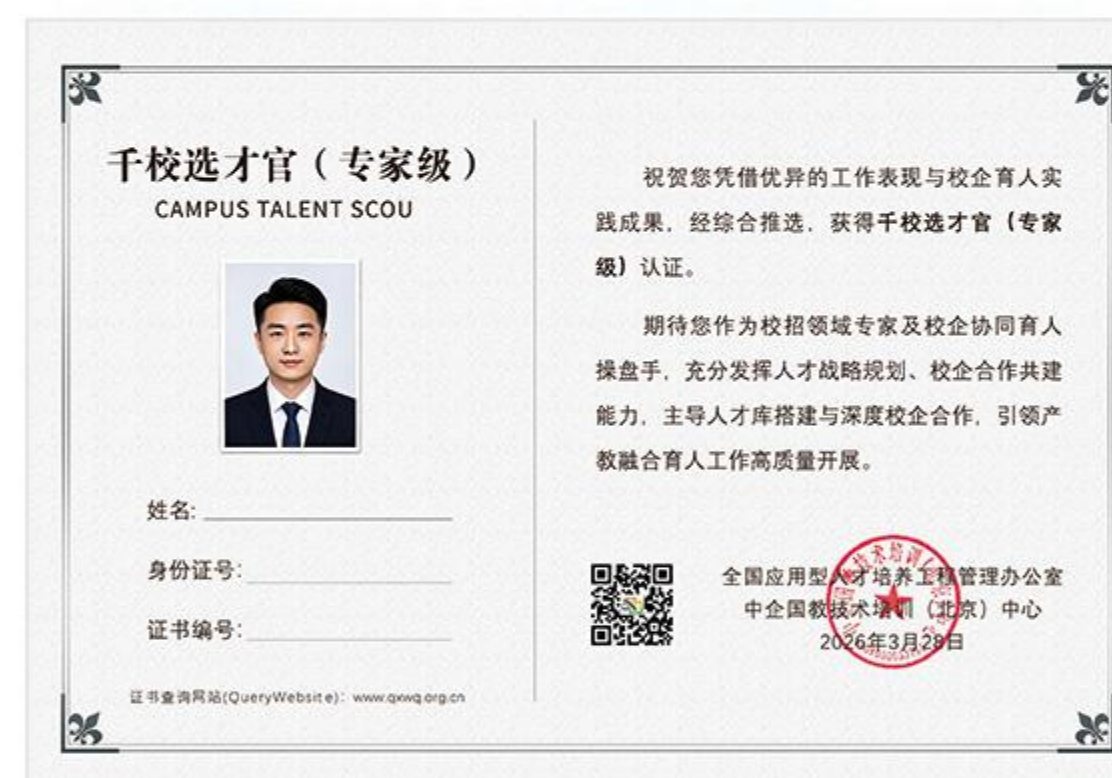 千校选才官（专家级）
CAMPUS TALENT SCOU
姓名:
身份证号:
证书编号:
证书查询网站(QueryWebsite)：www.qxwq.org.cn
祝贺您凭借优异的工作表现与校企育人实
践成果，经综合推选，获得千校选才官（专家
级）认证。
期待您作为校招领域专家及校企协同育人
操盘手，充分发挥人才战略规划、校企合作共建
能力，主导人才库搭建与深度校企合作，引领产
教融合育人工作高质量开展。
全国应用型人才培养工程管理办公室
中企国教技术培训（北京）中心
2026年3月28日